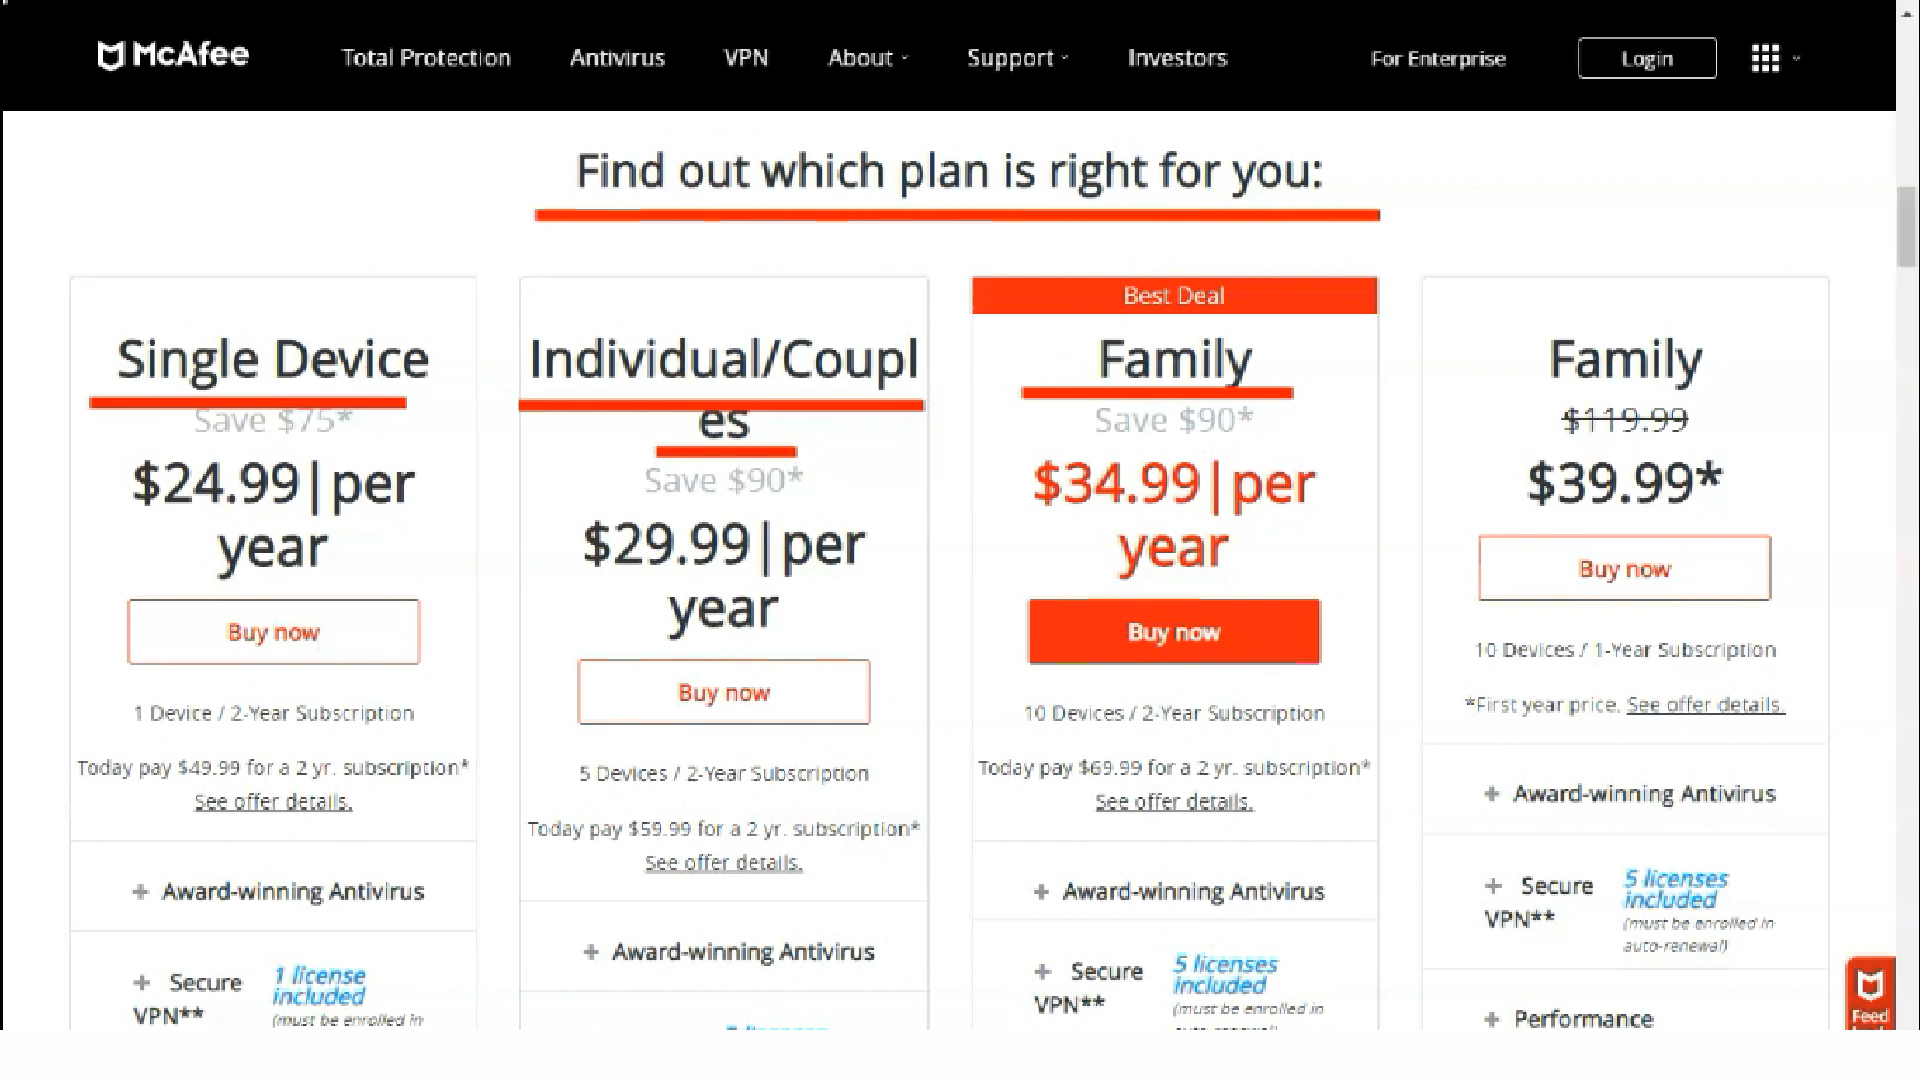 McAfee Total Protection Antivirus VPN About Support Investors For Enterprise Login
Find out which plan is right for you:
Single Device
Save $75*
$24.99|per
year
Buy now
1 Device / 2-Year Subscription
Today pay $49.99 for a 2 yr. subscription*
See offer details.
+ Award-winning Antivirus
+ Secure
VPN**
1 license
included
(must be enrolled in
Individual/Coupl
es
Save $90*
$29.99|per
year
Buy now
5 Devices / 2-Year Subscription
Today pay $59.99 for a 2 yr. subscription*
See offer details.
+ Award-winning Antivirus
Best Deal
Family
Save $90*
$34.99|per
year
Buy now
10 Devices / 2-Year Subscription
Today pay $69.99 for a 2 yr. subscription*
See offer details.
+ Award-winning Antivirus
+ Secure
VPN**
5 licenses
included
(must be enrolled in
Family
$119.99
$39.99*
Buy now
10 Devices / 1-Year Subscription
*First year price. See offer details.
+ Award-winning Antivirus
+ Secure
VPN**
5 licenses
included
(must be enrolled in
auto-renewal)
+ Performance
Feed